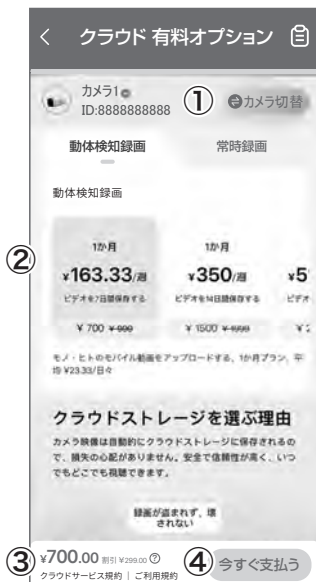 クラウド 有料オプション
カメラ1
① カメラ切替
ID:8888888888
動体検知録画 常時録画
動体検知録画
②
1か月 1か月
¥163.33/週 ¥350/週 ¥5
ビデオを7日間保存する ビデオを14日間保存する ビデオ
¥ 700 ¥ 999 ¥ 1500 ¥ 1999 ¥ 2
モノ・ヒトのモバイル動画をアップロードする、1か月プラン、平
均 ¥23.33/日々
クラウドストレージを選ぶ理由
カメラ映像は自動的にクラウドストレージに保存されるの
で、損失の心配がありません。安全で信頼性が高く、いつ
でもどこでも視聴できます。
録画が盗まれず、壊
されない
③ ¥700.00 割引 ¥299.00 ?
④ 今すぐ支払う
クラウドサービス規約 | ご利用規約